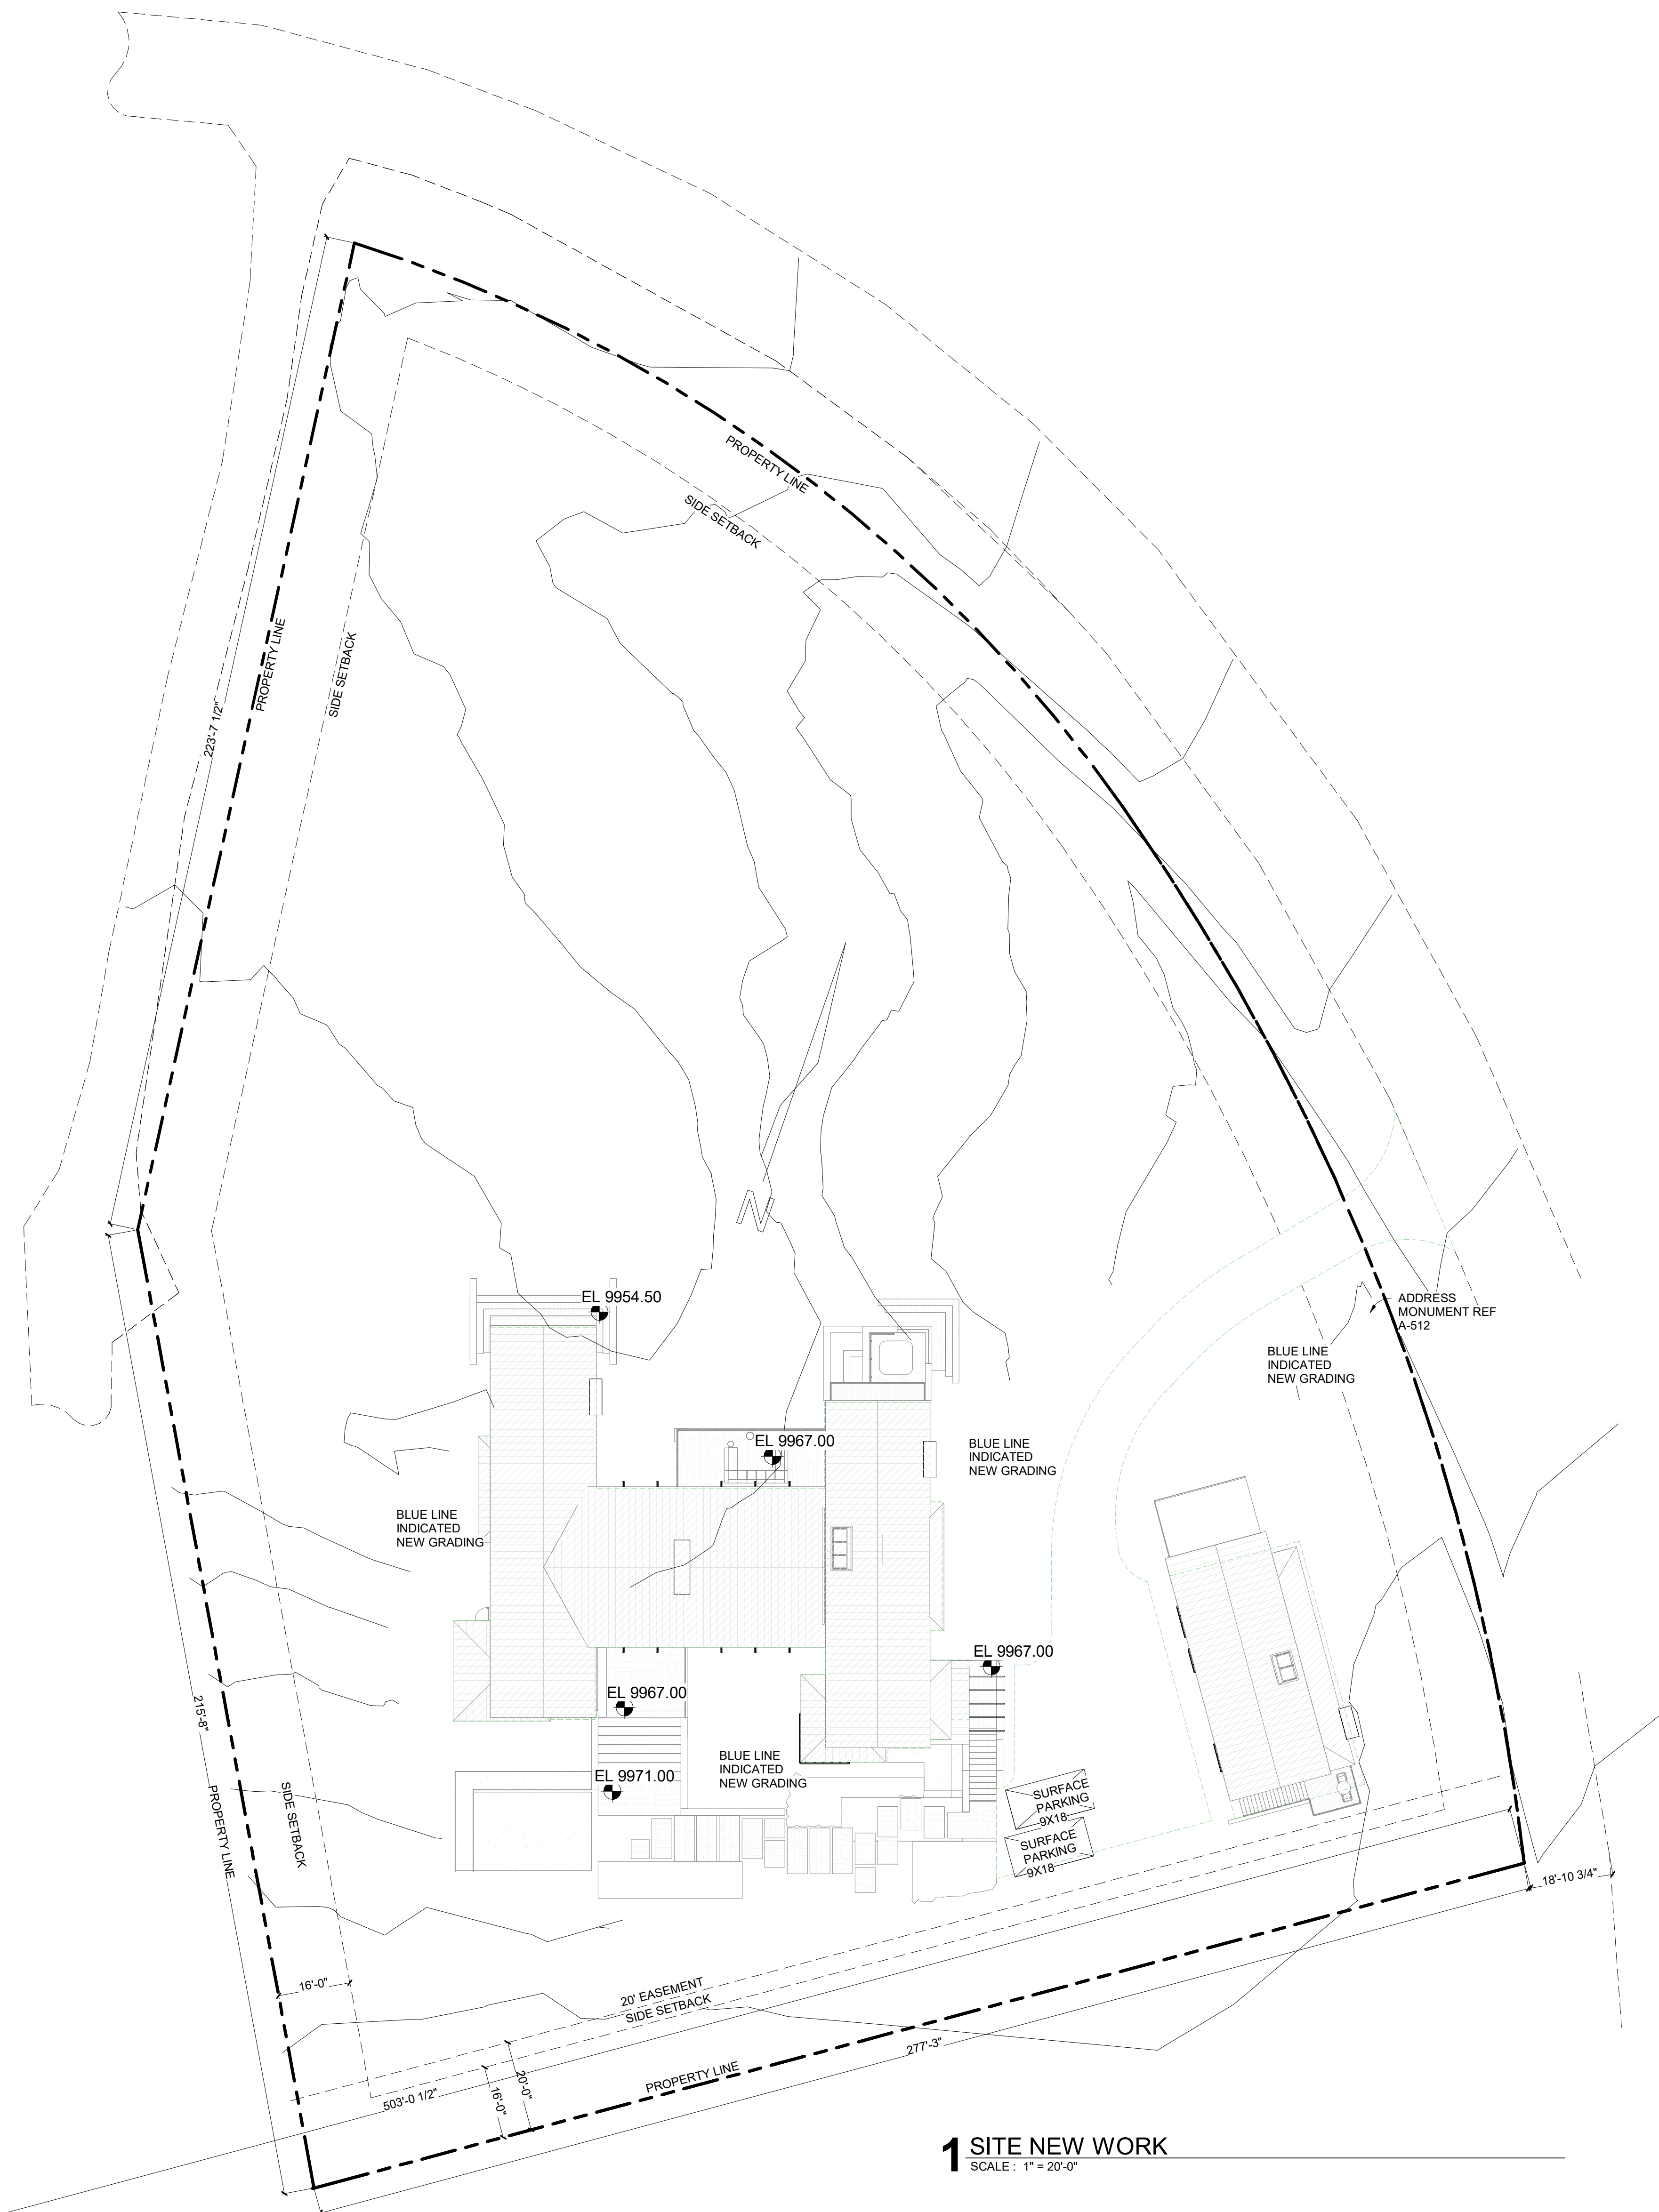 PROPERTY LINE
SIDE SETBACK
PROPERTY LINE
SIDE SETBACK
223'-7 1/2"
N
EL 9954.50
ADDRESS
MONUMENT REF
A-512
BLUE LINE
INDICATED
NEW GRADING
EL 9967.00
BLUE LINE
INDICATED
NEW GRADING
BLUE LINE
INDICATED
NEW GRADING
EL 9967.00
EL 9967.00
215'-8"
BLUE LINE
INDICATED
NEW GRADING
EL 9971.00
SURFACE
PARKING
9X18
SURFACE
PARKING
9X18
PROPERTY LINE
SIDE SETBACK
18'-10 3/4"
16'-0"
20' EASEMENT
SIDE SETBACK
277'-3"
PROPERTY LINE
503'-0 1/2"
16'-0"
20'-0"
1 SITE NEW WORK
SCALE : 1" = 20'-0"